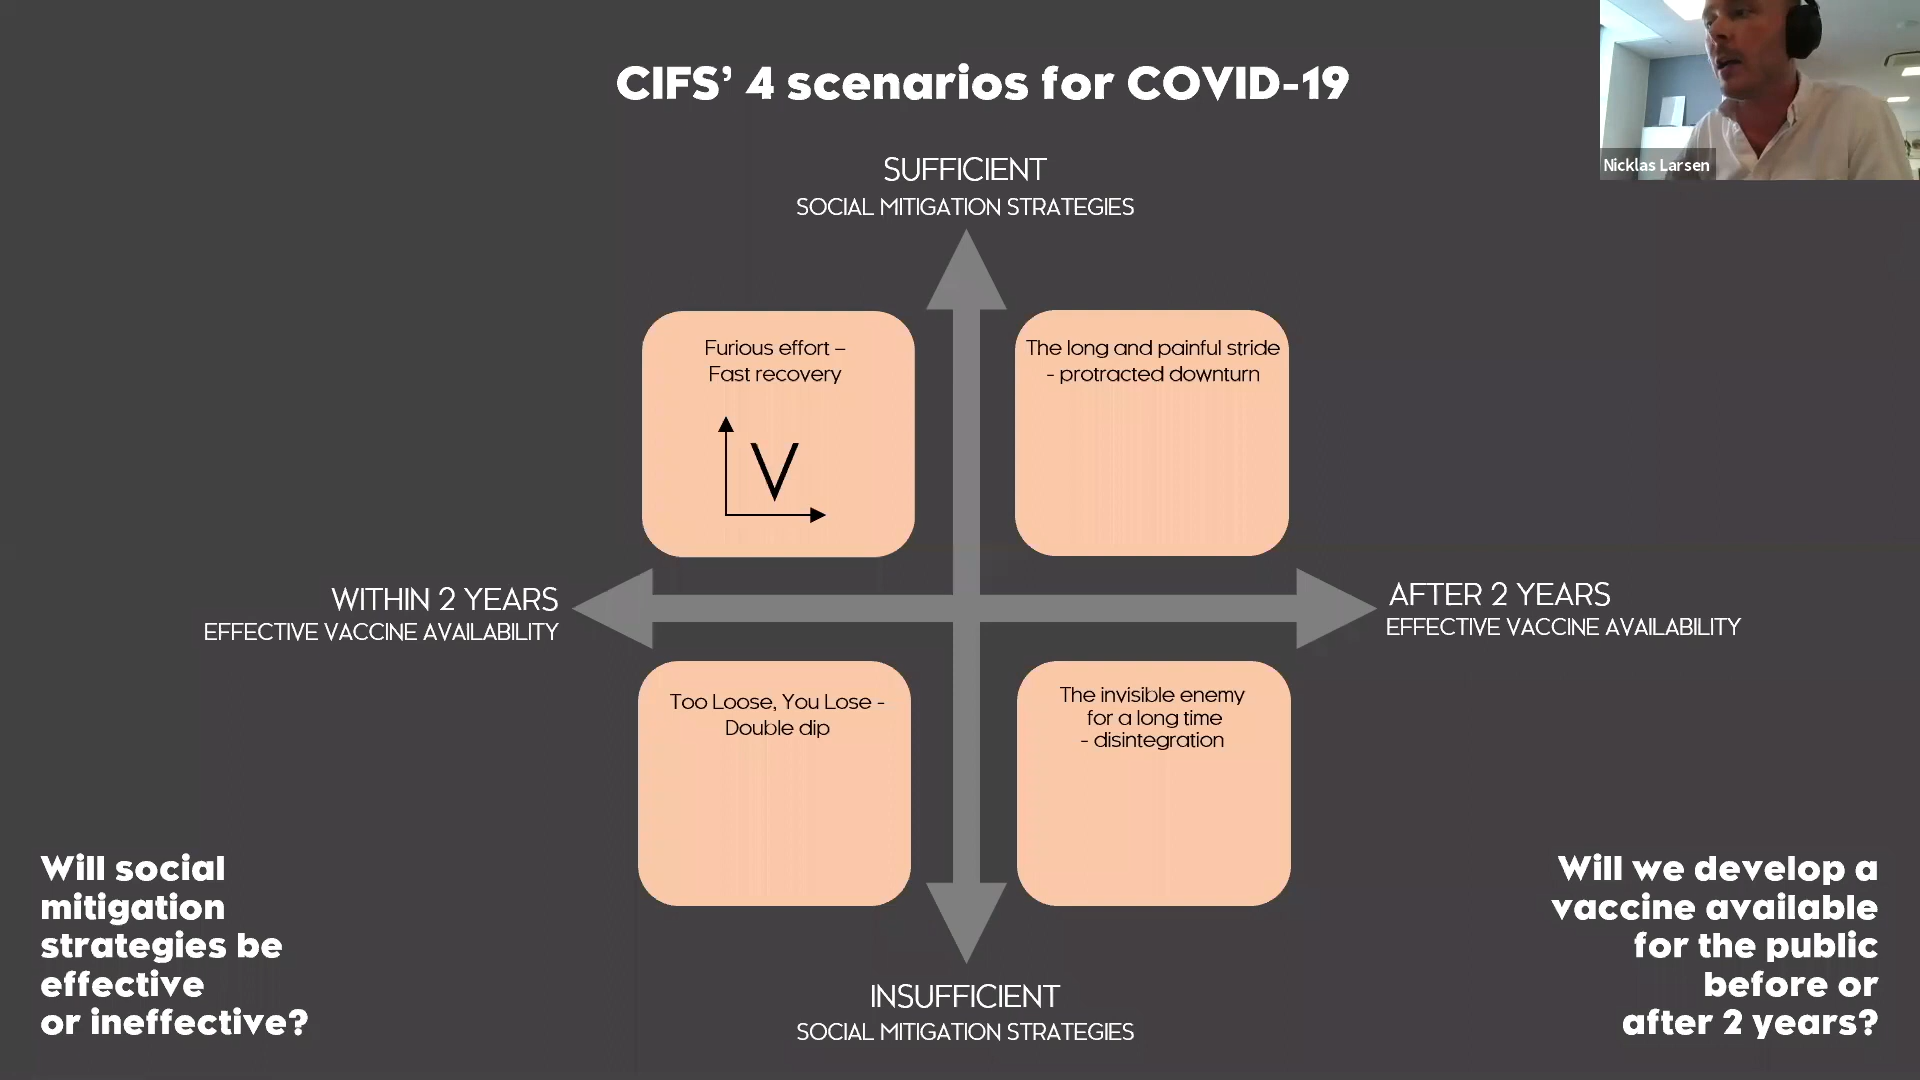 CIFS’ 4 scenarios for COVID-19
Nicklas Larsen
SUFFICIENT
SOCIAL MITIGATION STRATEGIES
Furious effort –
Fast recovery
V
The long and painful stride
- protracted downturn
WITHIN 2 YEARS
EFFECTIVE VACCINE AVAILABILITY
AFTER 2 YEARS
EFFECTIVE VACCINE AVAILABILITY
Too Loose, You Lose -
Double dip
The invisible enemy
for a long time
- disintegration
Will social
mitigation
strategies be
effective
or ineffective?
INSUFFICIENT
SOCIAL MITIGATION STRATEGIES
Will we develop a
vaccine available
for the public
before or
after 2 years?